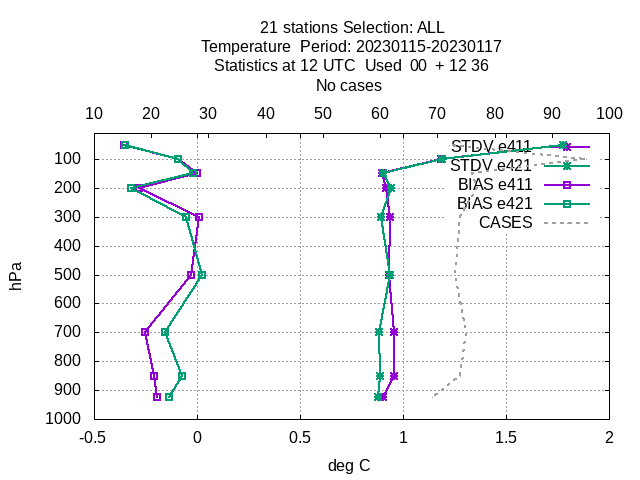 21 stations Selection: ALL
Temperature  Period: 20230115-20230117
Statistics at 12 UTC  Used  00  + 12 36
No cases
10 20 30 40 50 60 70 80 90 100
STDV e411
STDV e421
BIAS e411
BIAS e421
CASES
hPa
100
200
300
400
500
600
700
800
900
1000
-0.5 0 0.5 1 1.5 2
deg C